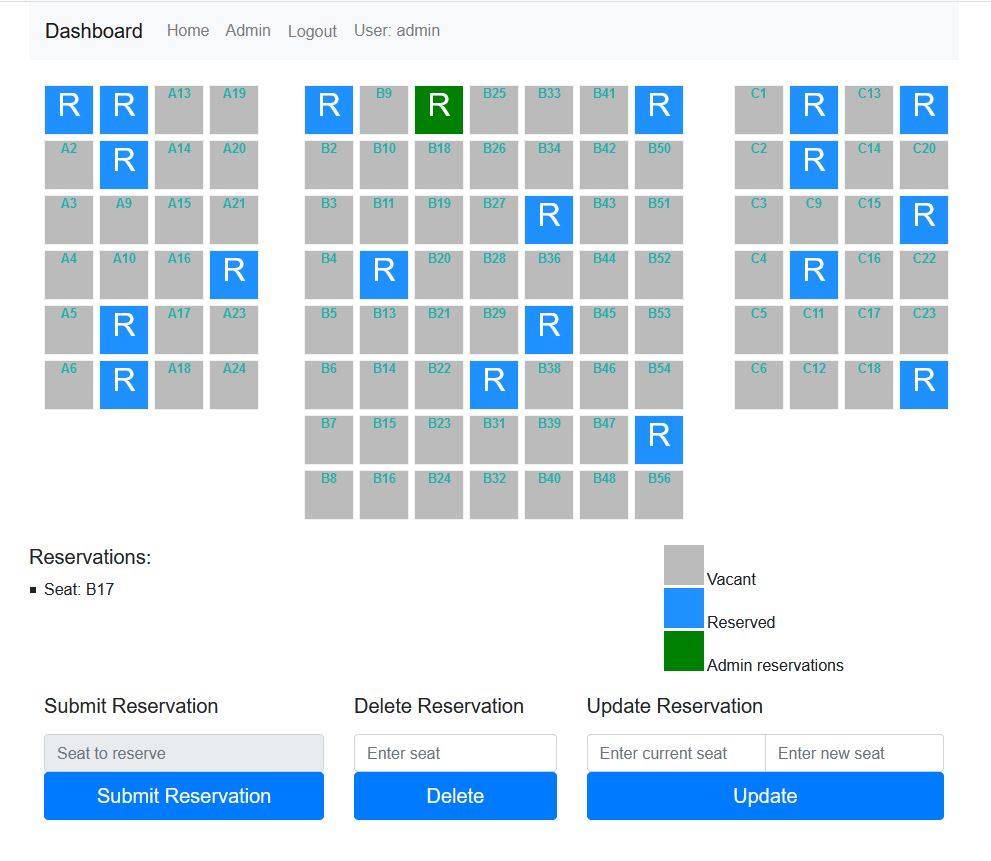 Dashboard Home Admin Logout User: admin
R R A13 A19 R B9 R B25 B33 B41 R C1 R C13 R
A2 R A14 A20 B2 B10 B18 B26 B34 B42 B50 C2 R C14 C20
A3 A9 A15 A21 B3 B11 B19 B27 R B43 B51 C3 C9 C15 R
A4 A10 A16 R B4 R B20 B28 B36 B44 B52 C4 R C16 C22
A5 R A17 A23 B5 B13 B21 B29 R B45 B53 C5 C11 C17 C23
A6 R A18 A24 B6 B14 B22 R B38 B46 B54 C6 C12 C18 R
B7 B15 B23 B31 B39 B47 R
B8 B16 B24 B32 B40 B48 B56
Reservations:
Seat: B17
Vacant
Reserved
Admin reservations
Submit Reservation Delete Reservation Update Reservation
Seat to reserve Enter seat Enter current seat Enter new seat
Submit Reservation Delete Update